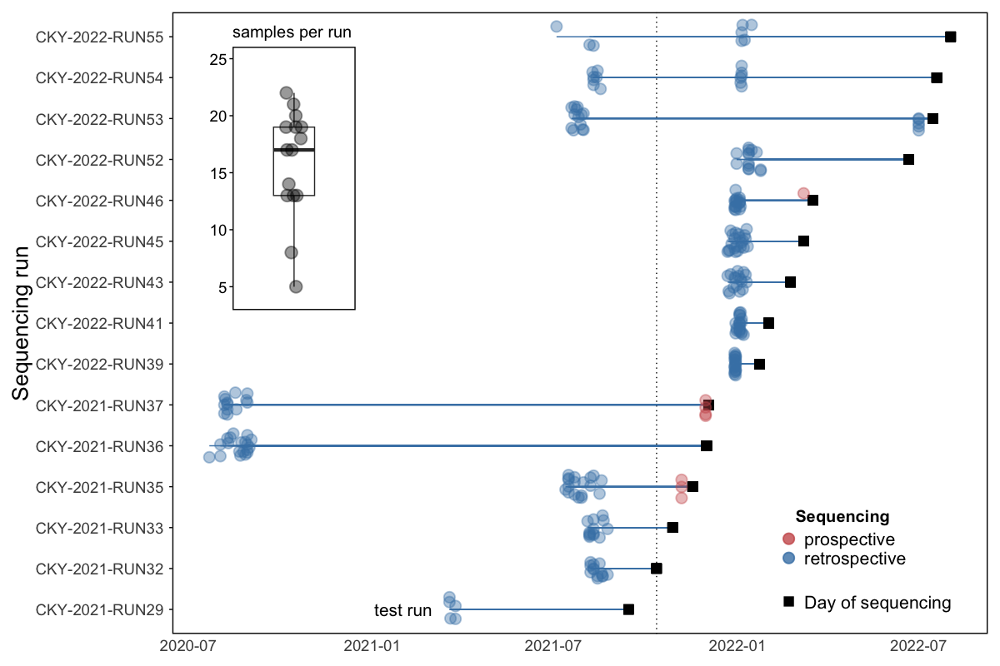 Sequencing run
CKY-2022-RUN55
CKY-2022-RUN54
CKY-2022-RUN53
CKY-2022-RUN52
CKY-2022-RUN46
CKY-2022-RUN45
CKY-2022-RUN43
CKY-2022-RUN41
CKY-2022-RUN39
CKY-2021-RUN37
CKY-2021-RUN36
CKY-2021-RUN35
CKY-2021-RUN33
CKY-2021-RUN32
CKY-2021-RUN29
samples per run
25
20
15
10
5
test run
Sequencing
prospective
retrospective
Day of sequencing
2020-07 2021-01 2021-07 2022-01 2022-07